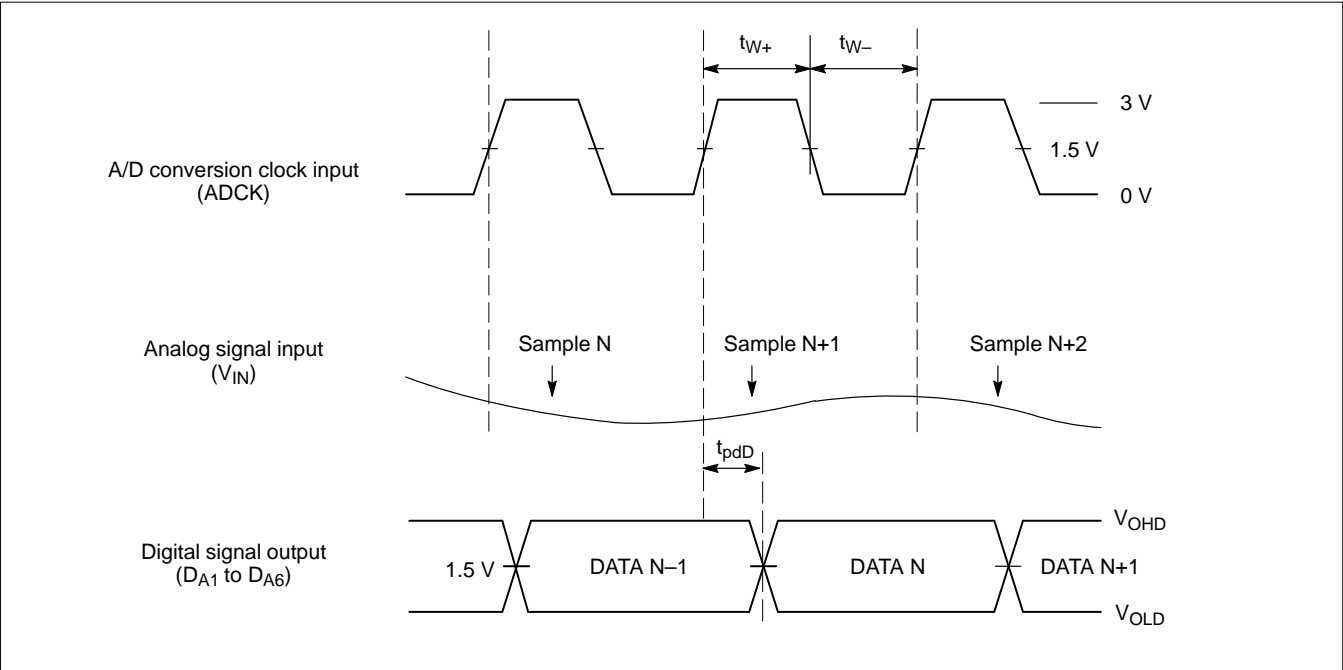 tW+ tW–
3 V
A/D conversion clock input
(ADCK)
1.5 V
0 V
Analog signal input
(VIN)
Sample N Sample N+1 Sample N+2
tpdD
Digital signal output
(DA1 to DA6)
1.5 V DATA N–1 DATA N DATA N+1
VOHD
VOLD